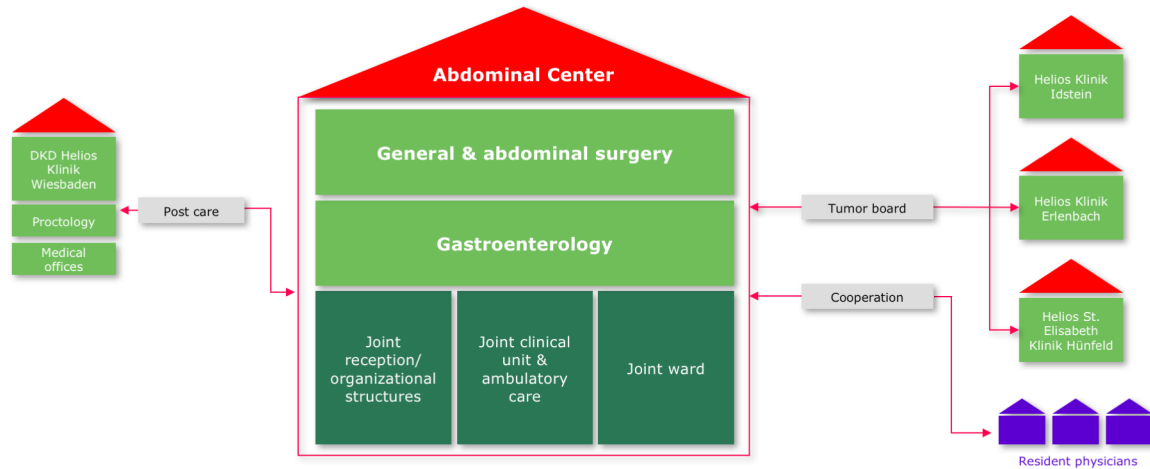 Abdominal Center
General & abdominal surgery
Gastroenterology
Joint
reception/
organizational
structures
Joint clinical
unit &
ambulatory
care
Joint ward
DKD Helios
Klinik
Wiesbaden
Proctology
Medical
offices
Post care
Tumor board
Cooperation
Helios Klinik
Idstein
Helios Klinik
Erlenbach
Helios St.
Elisabeth
Klinik Hünfeld
Resident physicians